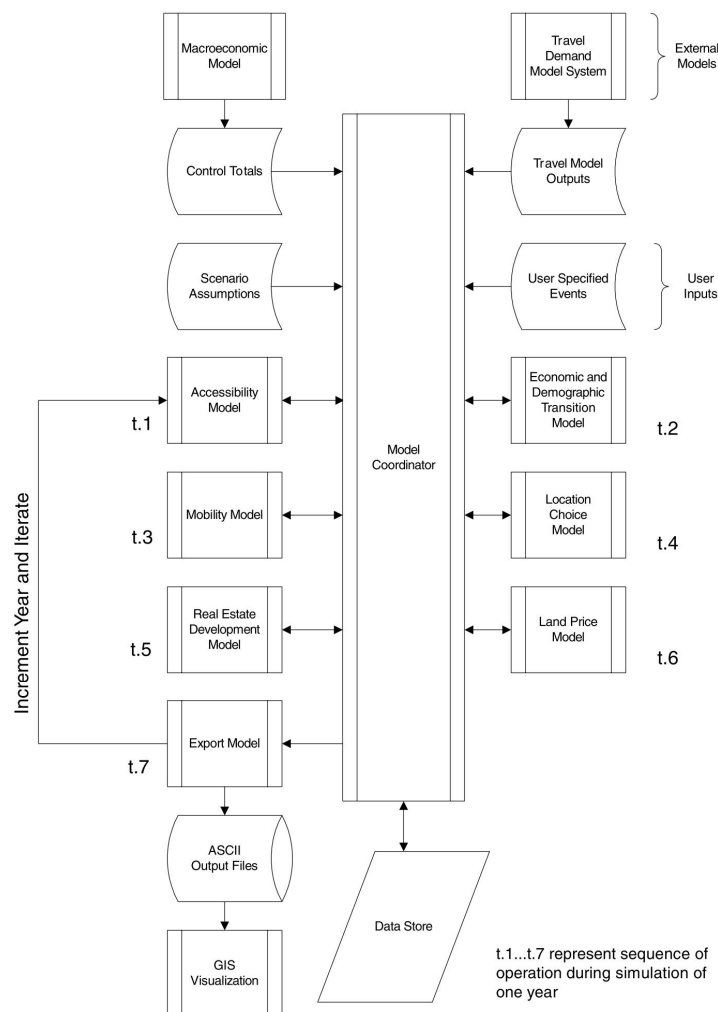 Macroeconomic
Model
Travel
Demand
Model System
External
Models
Control Totals
Travel Model
Outputs
Scenario
Assumptions
User Specified
Events
User
Inputs
Accessibility
Model
t.1
Economic and
Demographic
Transition
Model
t.2
Model
Coordinator
Mobility Model
t.3
Location
Choice
Model
t.4
Real Estate
Development
Model
t.5
Land Price
Model
t.6
Increment Year and Iterate
Export Model
t.7
ASCII
Output Files
Data Store
GIS
Visualization
t.1...t.7 represent sequence of
operation during simulation of
one year